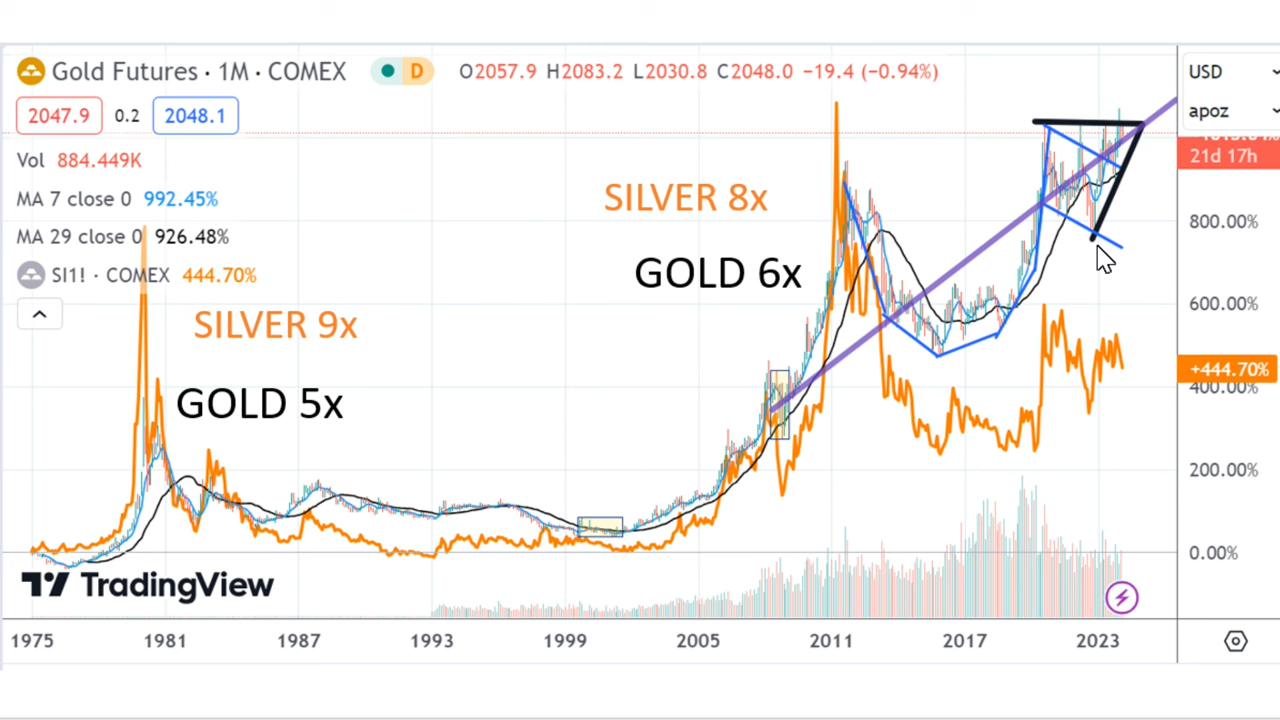 Gold Futures · 1M · COMEX D O2057.9 H2083.2 L2030.8 C2048.0 −19.4 (−0.94%) USD
2047.9 0.2 2048.1 apoz
Vol 884.449K 21d 17h
MA 7 close 0 992.45% SILVER 8x
MA 29 close 0 926.48% 800.00%
SI1! · COMEX 444.70% GOLD 6x
600.00%
SILVER 9x
+444.70%
400.00%
GOLD 5x
200.00%
0.00%
TradingView
1975 1981 1987 1993 1999 2005 2011 2017 2023